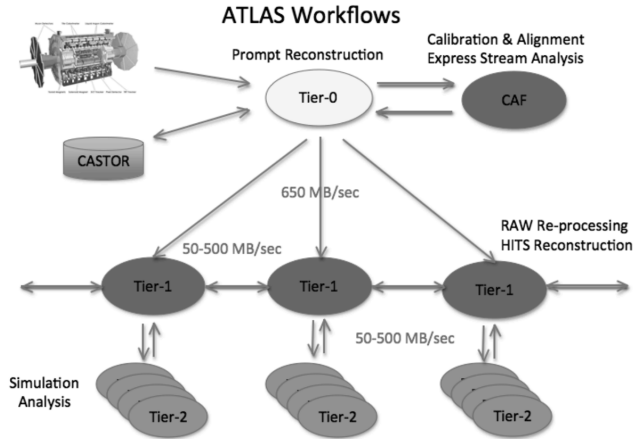 ATLAS Workflows
Prompt Reconstruction
Calibration & Alignment
Express Stream Analysis
Tier-0
CAF
CASTOR
650 MB/sec
50-500 MB/sec
RAW Re-processing
HITS Reconstruction
Tier-1
Tier-1
Tier-1
50-500 MB/sec
Simulation
Analysis
Tier-2
Tier-2
Tier-2